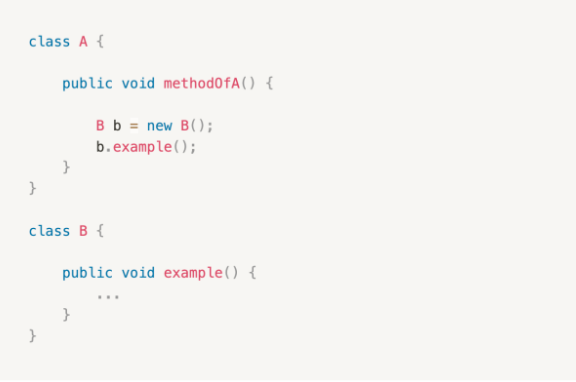 class A {
    public void methodOfA() {
        B b = new B();
        b.example();
    }
}
class B {
    public void example() {
        ...
    }
}